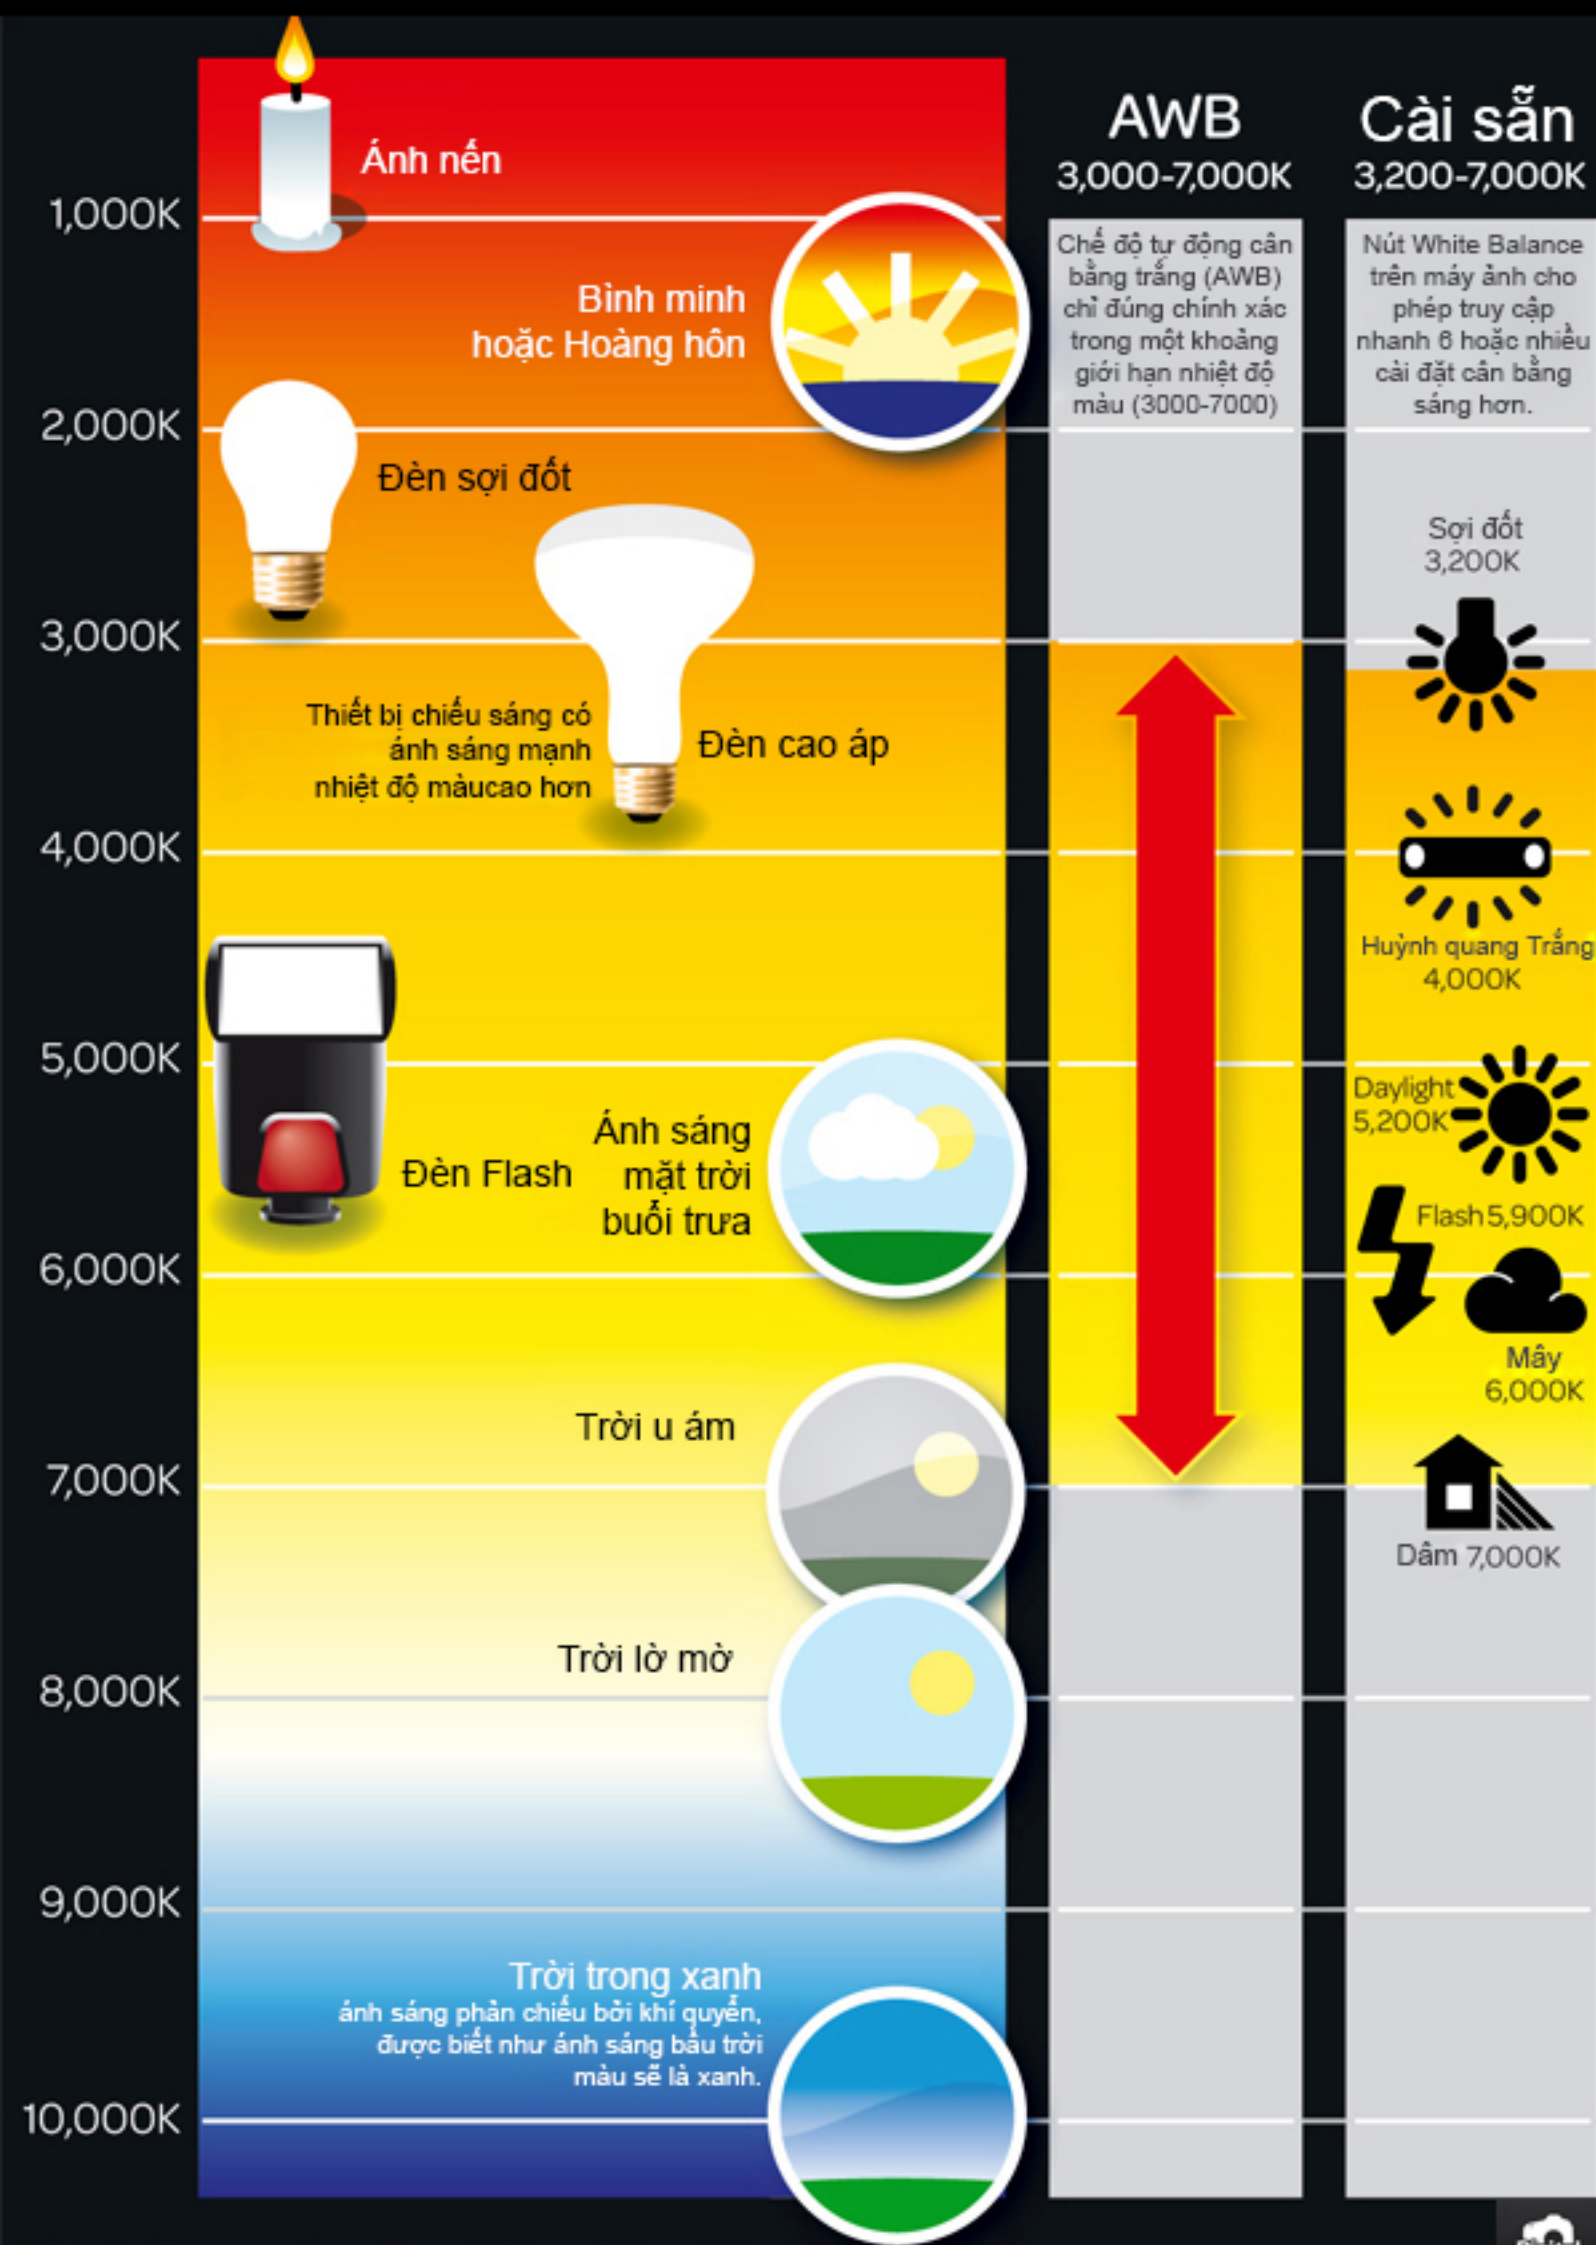 Ánh nến
1,000K
Bình minh
hoặc Hoàng hôn
2,000K
Đèn sợi đốt
3,000K
Thiết bị chiếu sáng có
ánh sáng mạnh
nhiệt độ màucao hơn
Đèn cao áp
4,000K
5,000K
Đèn Flash
Ánh sáng
mặt trời
buổi trưa
6,000K
Trời u ám
7,000K
Trời lờ mờ
8,000K
9,000K
Trời trong xanh
ánh sáng phản chiếu bởi khí quyển,
được biết như ánh sáng bầu trời
màu sẽ là xanh.
10,000K
AWB
3,000-7,000K
Chế độ tự động cân
bằng trắng (AWB)
chỉ đúng chính xác
trong một khoảng
giới hạn nhiệt độ
màu (3000-7000)
Cài sẵn
3,200-7,000K
Nút White Balance
trên máy ảnh cho
phép truy cập
nhanh 6 hoặc nhiều
cài đặt cân bằng
sáng hơn.
Sợi đốt
3,200K
Huỳnh quang Trắng
4,000K
Daylight
5,200K
Flash 5,900K
Mây
6,000K
Dâm 7,000K